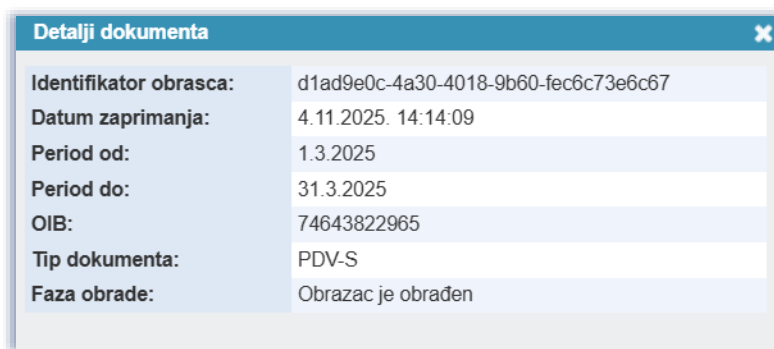 Detalji dokumenta
Identifikator obrasca: d1ad9e0c-4a30-4018-9b60-fec6c73e6c67
Datum zaprimanja: 4.11.2025. 14:14:09
Period od: 1.3.2025
Period do: 31.3.2025
OIB: 74643822965
Tip dokumenta: PDV-S
Faza obrade: Obrazac je obrađen